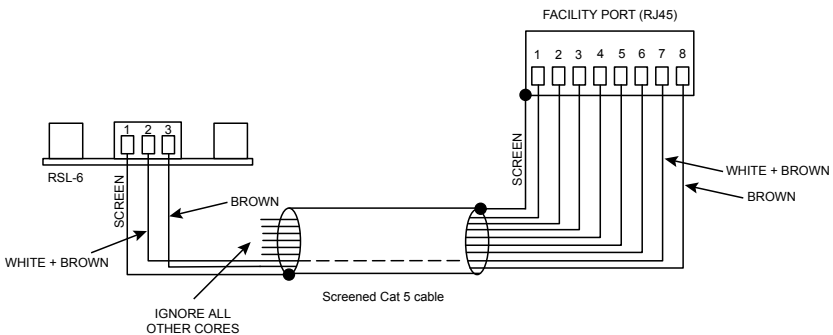 FACILITY PORT (RJ45)
1 2 3 4 5 6 7 8
1 2 3
RSL-6
SCREEN
SCREEN
WHITE + BROWN
BROWN
BROWN
WHITE + BROWN
IGNORE ALL
OTHER CORES
Screened Cat 5 cable